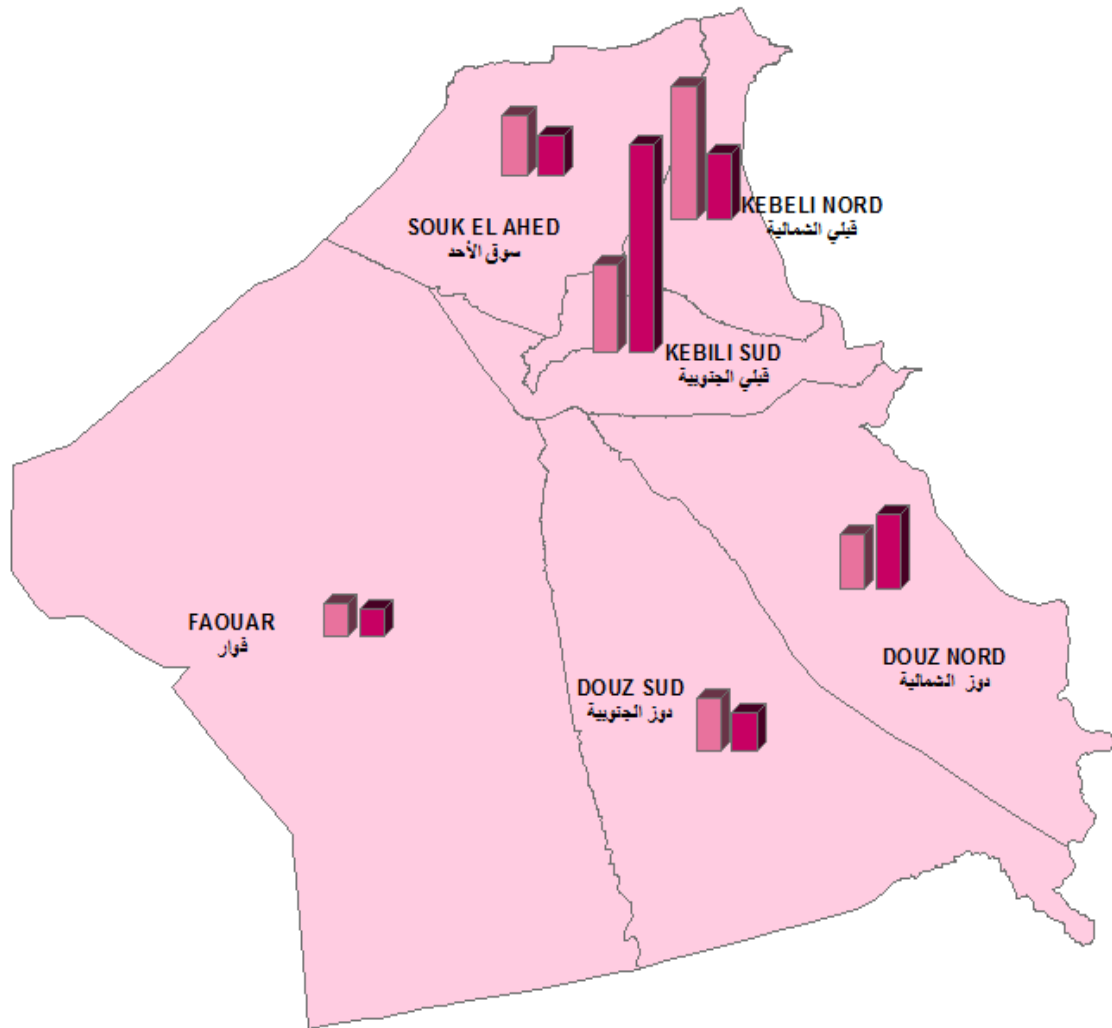 KEBELI NORD
قبلي الشمالية
SOUK EL AHED
سوق الأحد
KEBILI SUD
قبلي الجنوبية
FAOUAR
فوار
DOUZ NORD
دوز الشمالية
DOUZ SUD
دوز الجنوبية